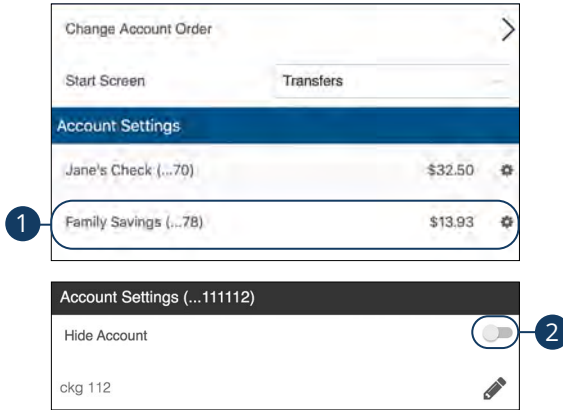 Change Account Order
Start Screen Transfers
Account Settings
Jane's Check (...70) $32.50
1 Family Savings (...78) $13.93
Account Settings (...111112)
Hide Account 2
ckg 112